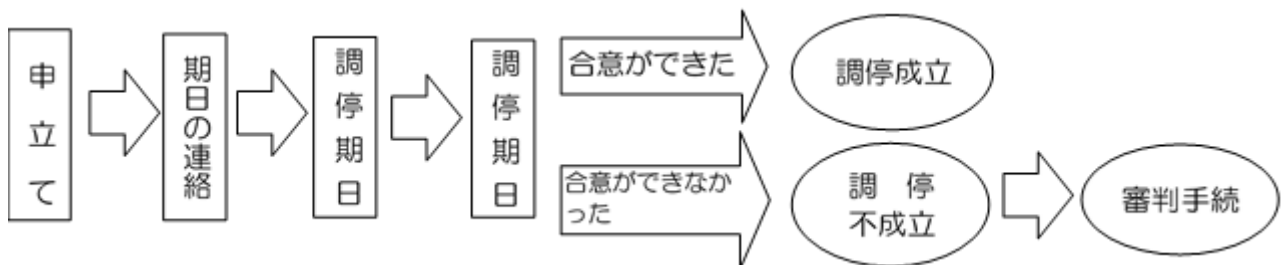 申立て
期日の連絡
調停期日
調停期日
合意ができた
調停成立
合意ができなか
った
調　停
不成立
審判手続